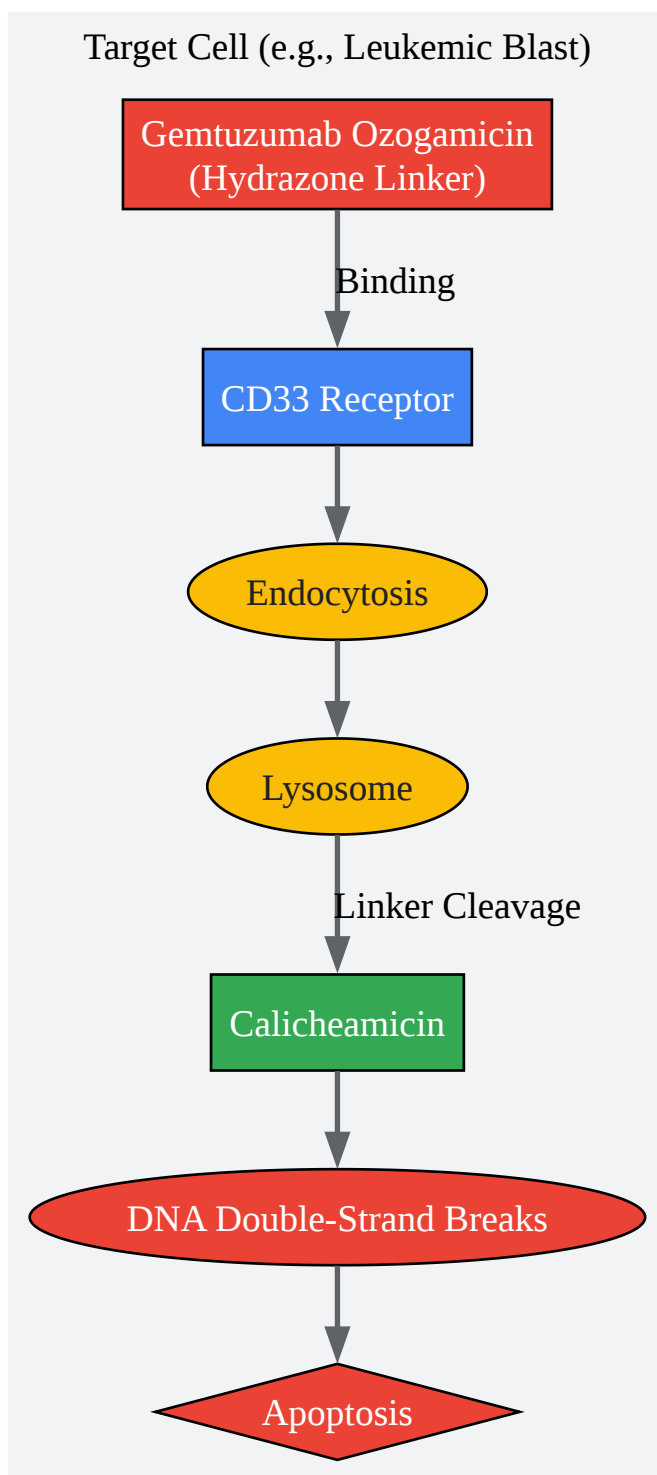 Target Cell (e.g., Leukemic Blast)
Gemtuzumab Ozogamicin
(Hydrazone Linker)
Binding
CD33 Receptor
Endocytosis
Lysosome
Linker Cleavage
Calicheamicin
DNA Double-Strand Breaks
Apoptosis